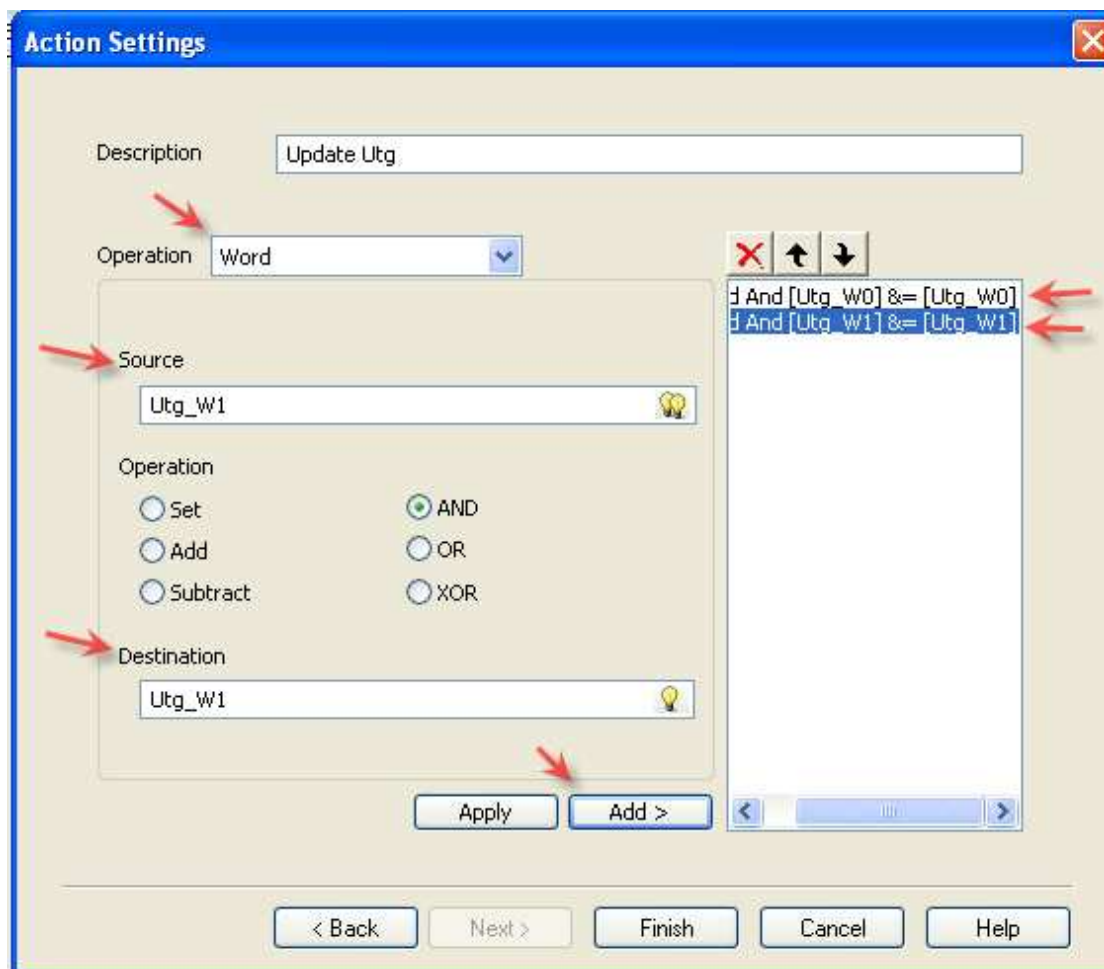 Action Settings
Description
Update Utg
Operation
Word
And [Utg_W0] &= [Utg_W0]
And [Utg_W1] &= [Utg_W1]
Source
Utg_W1
Operation
Set
AND
Add
OR
Subtract
XOR
Destination
Utg_W1
Apply
Add >
< Back
Next >
Finish
Cancel
Help